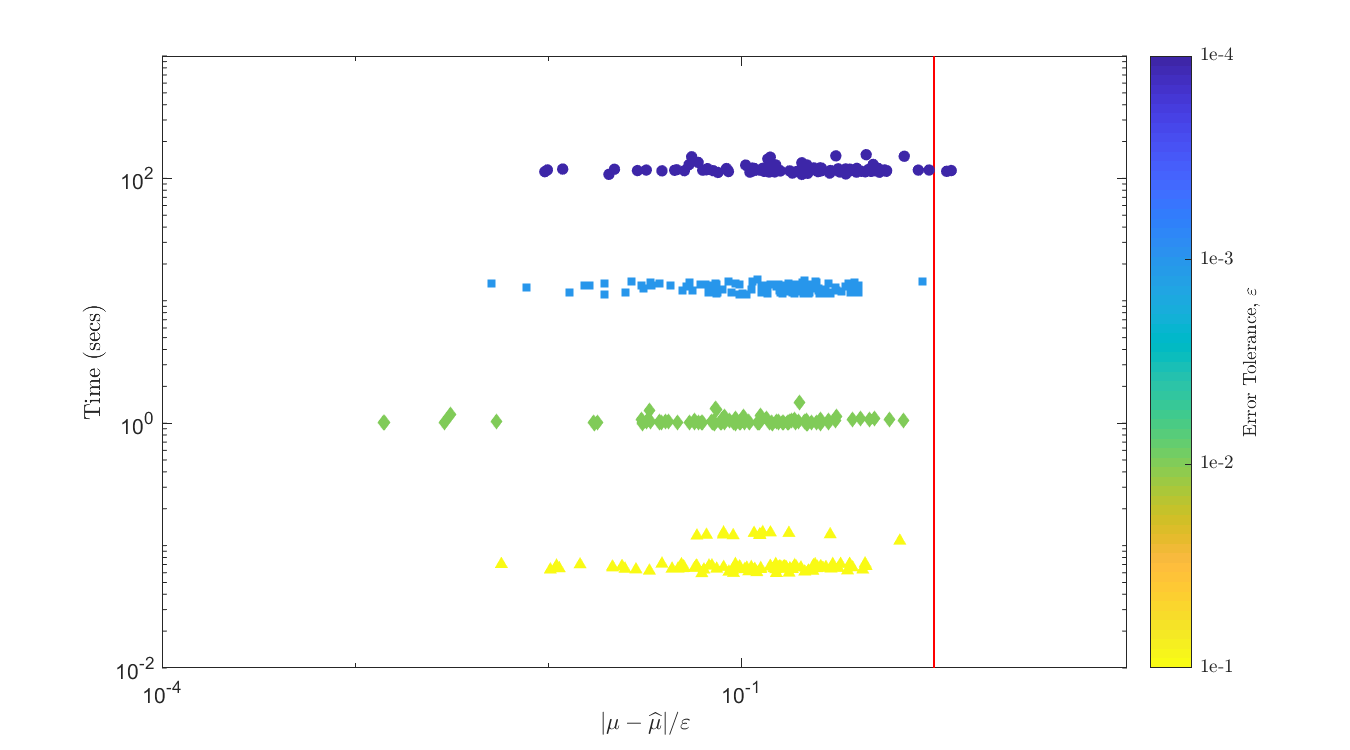 10^2
10^0
10^-2
Time (secs)
10^-4
10^-1
|μ − μ̂|/ε
1e-4
1e-3
1e-2
1e-1
Error Tolerance, ε